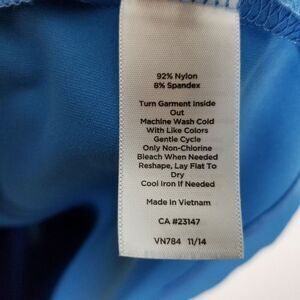 92% Nylon
8% Spandex
Turn Garment Inside
Out
Machine Wash Cold
With Like Colors
Gentle Cycle
Only Non-Chlorine
Bleach When Needed
Reshape, Lay Flat To
Dry
Cool Iron If Needed
Made in Vietnam
CA #23147
VN784 11/14